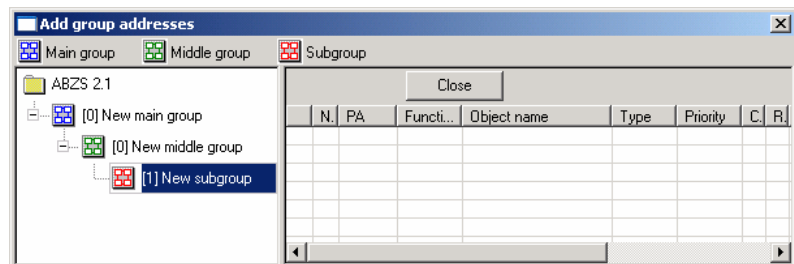 Add group addresses
Main group Middle group Subgroup
ABZS 2.1
[0] New main group
[0] New middle group
[1] New subgroup
Close
N. PA Functi... Object name Type Priority C. R.